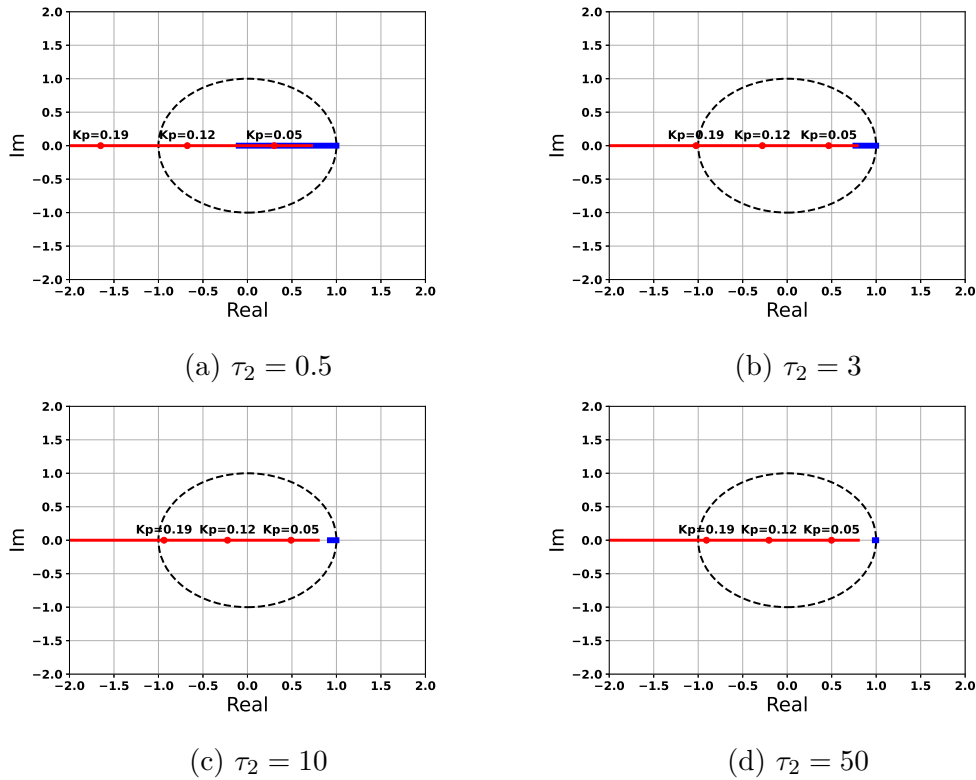 2.0 2.0
1.5 1.5
1.0 1.0
0.5 Kp=0.19 Kp=0.12 Kp=0.05 0.5 Kp=0.19 Kp=0.12 Kp=0.05
Im 0.0 Im 0.0
−0.5 −0.5
−1.0 −1.0
−1.5 −1.5
−2.0 −2.0
−2.0 −1.5 −1.0 −0.5 0.0 0.5 1.0 1.5 2.0 −2.0 −1.5 −1.0 −0.5 0.0 0.5 1.0 1.5 2.0
Real Real
(a) τ₂ = 0.5 (b) τ₂ = 3
2.0 2.0
1.5 1.5
1.0 1.0
0.5 Kp=0.19 Kp=0.12 Kp=0.05 0.5 Kp=0.19 Kp=0.12 Kp=0.05
Im 0.0 Im 0.0
−0.5 −0.5
−1.0 −1.0
−1.5 −1.5
−2.0 −2.0
−2.0 −1.5 −1.0 −0.5 0.0 0.5 1.0 1.5 2.0 −2.0 −1.5 −1.0 −0.5 0.0 0.5 1.0 1.5 2.0
Real Real
(c) τ₂ = 10 (d) τ₂ = 50